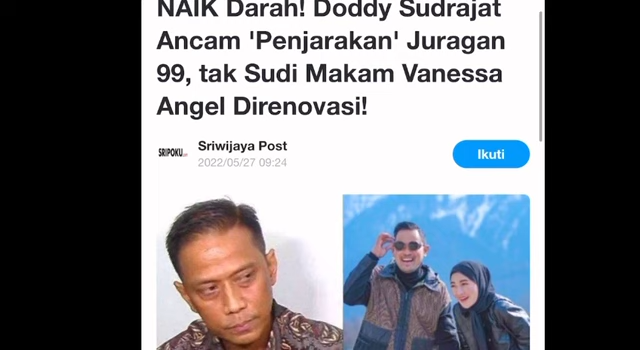 NAIK Darah! Doddy Sudrajat
Ancam 'Penjarakan' Juragan
99, tak Sudi Makam Vanessa
Angel Direnovasi!
SRIPOKU.com
Sriwijaya Post
2022/05/27 09:24
Ikuti